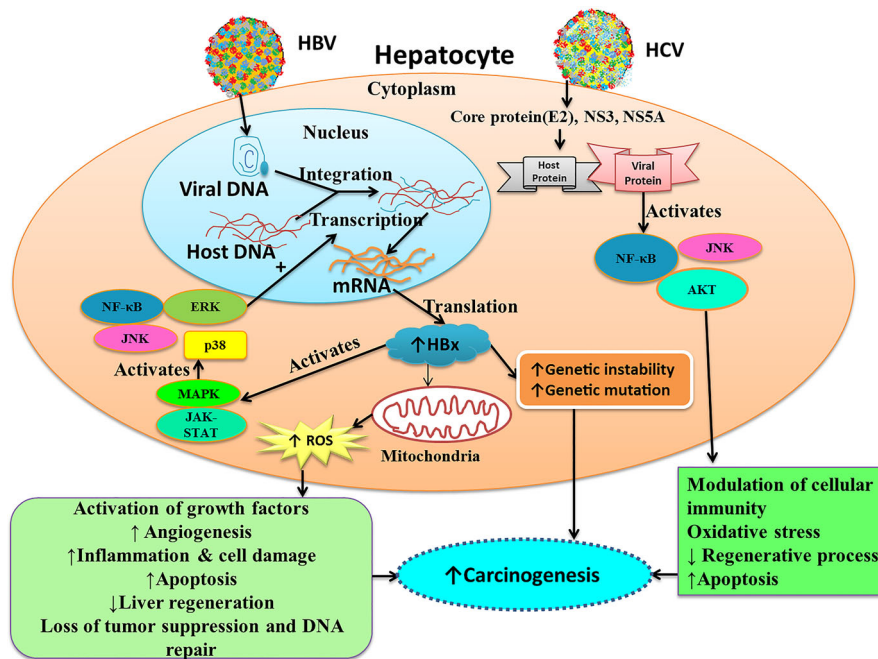 HBV
Hepatocyte
HCV
Cytoplasm
Nucleus
Core protein(E2), NS3, NS5A
Viral DNA
Integration
Host
Protein
Viral
Protein
Host DNA
Transcription
Activates
+
mRNA
NF-κB
JNK
AKT
NF-κB
ERK
JNK
p38
Translation
↑HBx
Activates
Activates
MAPK
JAK-
STAT
↑Genetic instability
↑Genetic mutation
↑ ROS
Mitochondria
Activation of growth factors
↑ Angiogenesis
↑Inflammation & cell damage
↑Apoptosis
↓Liver regeneration
Loss of tumor suppression and DNA
repair
↑Carcinogenesis
Modulation of cellular
immunity
Oxidative stress
↓ Regenerative process
↑Apoptosis